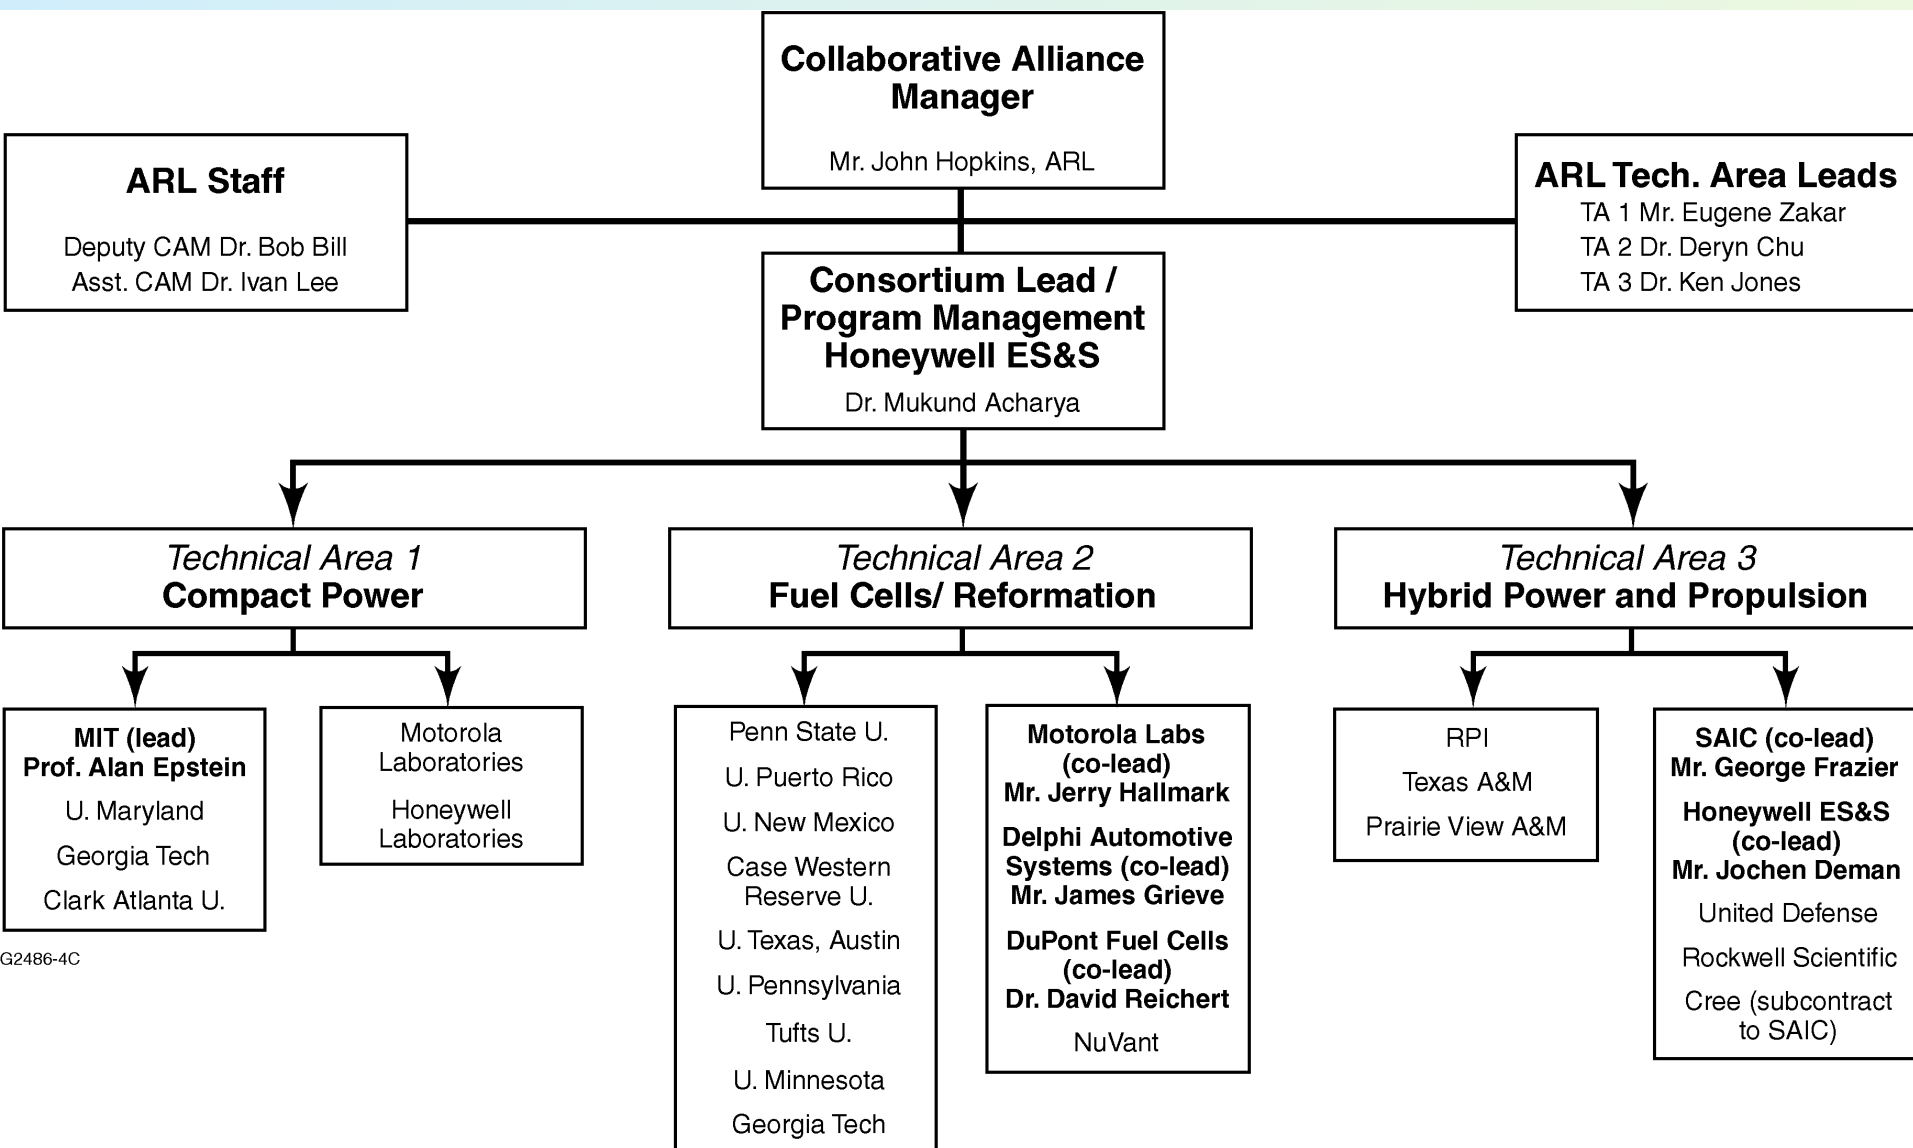 Collaborative Alliance
Manager
Mr. John Hopkins, ARL
ARL Staff
Deputy CAM Dr. Bob Bill
Asst. CAM Dr. Ivan Lee
ARL Tech. Area Leads
TA 1 Mr. Eugene Zakar
TA 2 Dr. Deryn Chu
TA 3 Dr. Ken Jones
Consortium Lead /
Program Management
Honeywell ES&S
Dr. Mukund Acharya
Technical Area 1
Compact Power
Technical Area 2
Fuel Cells/ Reformation
Technical Area 3
Hybrid Power and Propulsion
MIT (lead)
Prof. Alan Epstein
U. Maryland
Georgia Tech
Clark Atlanta U.
Motorola
Laboratories
Honeywell
Laboratories
Penn State U.
U. Puerto Rico
U. New Mexico
Case Western
Reserve U.
U. Texas, Austin
U. Pennsylvania
Tufts U.
U. Minnesota
Georgia Tech
Motorola Labs
(co-lead)
Mr. Jerry Hallmark
Delphi Automotive
Systems (co-lead)
Mr. James Grieve
DuPont Fuel Cells
(co-lead)
Dr. David Reichert
NuVant
RPI
Texas A&M
Prairie View A&M
SAIC (co-lead)
Mr. George Frazier
Honeywell ES&S
(co-lead)
Mr. Jochen Deman
United Defense
Rockwell Scientific
Cree (subcontract
to SAIC)
G2486-4C